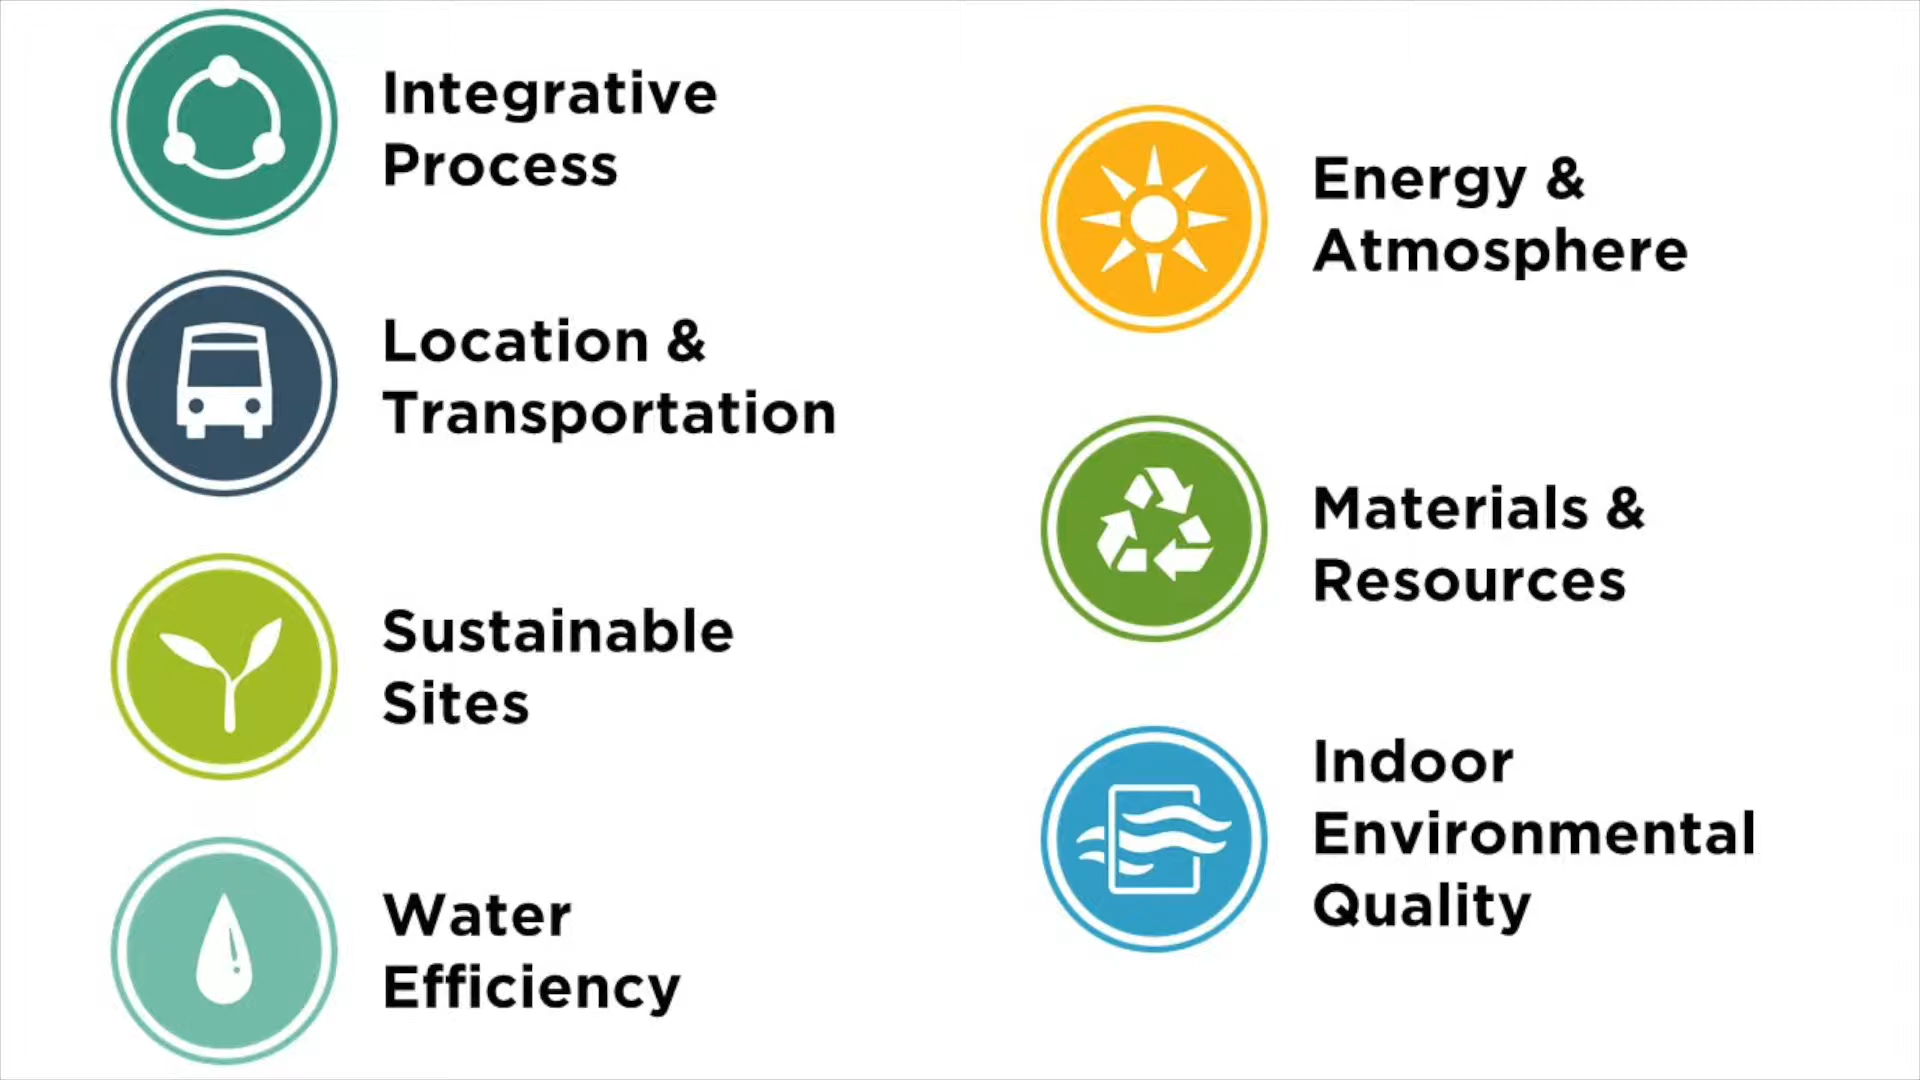 Integrative
Process
Location &
Transportation
Sustainable
Sites
Water
Efficiency
Energy &
Atmosphere
Materials &
Resources
Indoor
Environmental
Quality